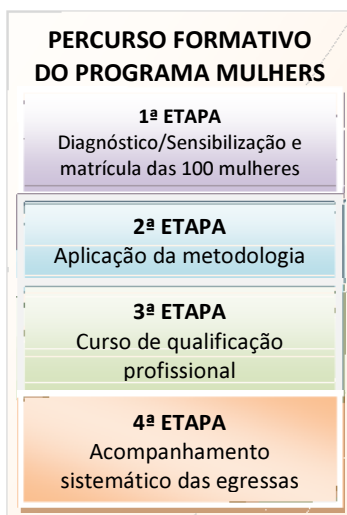 PERCURSO FORMATIVO
DO PROGRAMA MULHERS
1ª ETAPA
Diagnóstico/Sensibilização e
matrícula das 100 mulheres
2ª ETAPA
Aplicação da metodologia
3ª ETAPA
Curso de qualificação
profissional
4ª ETAPA
Acompanhamento
sistemático das egressas